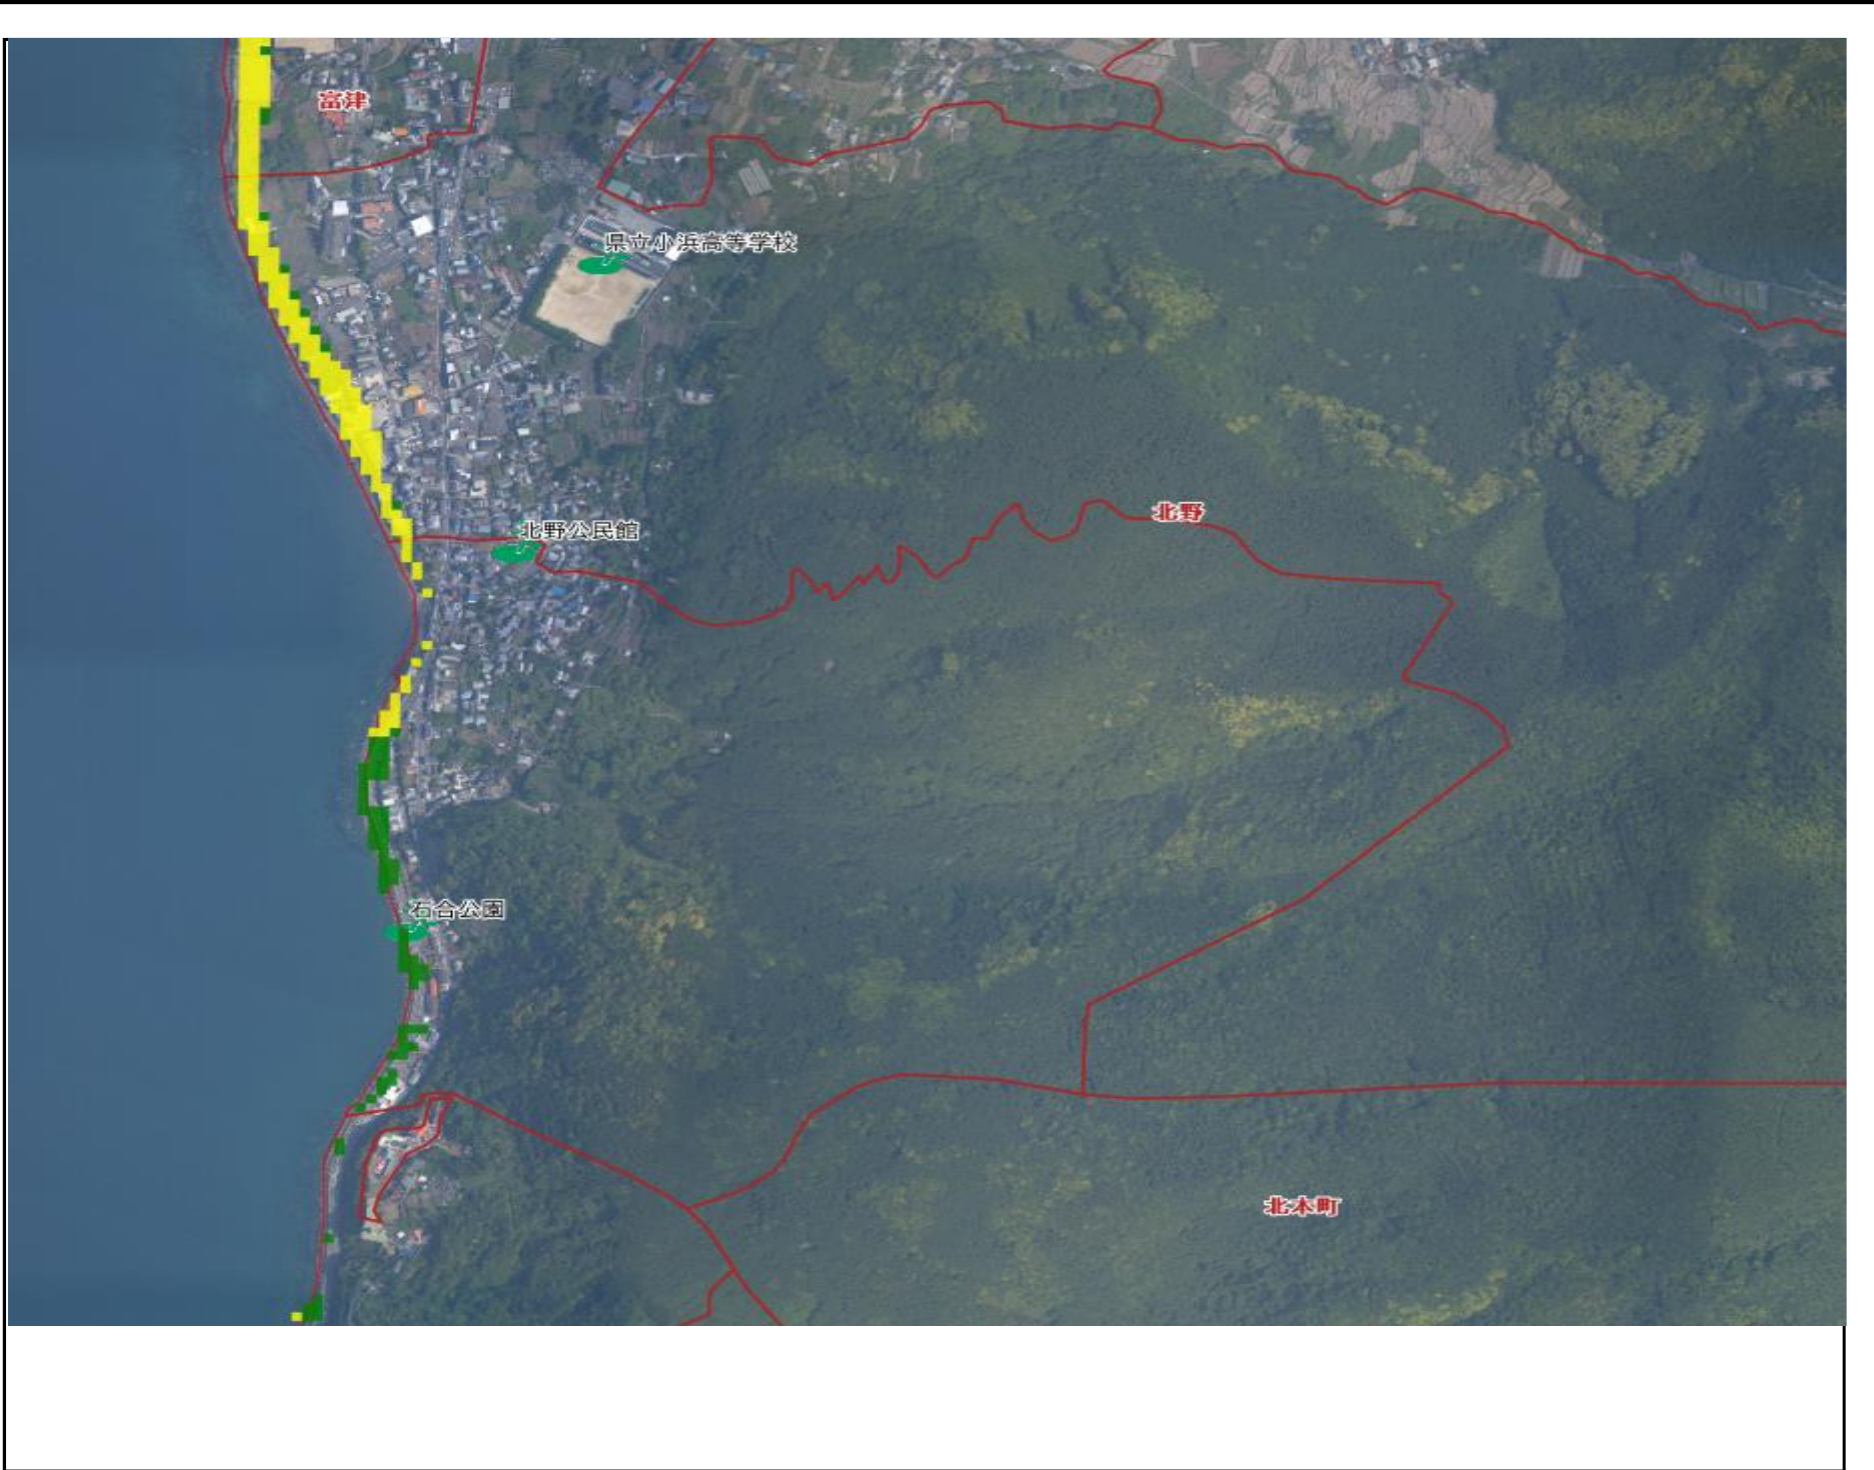 富津
県立小浜高等学校
北野
北野公民館
石合公園
北本町